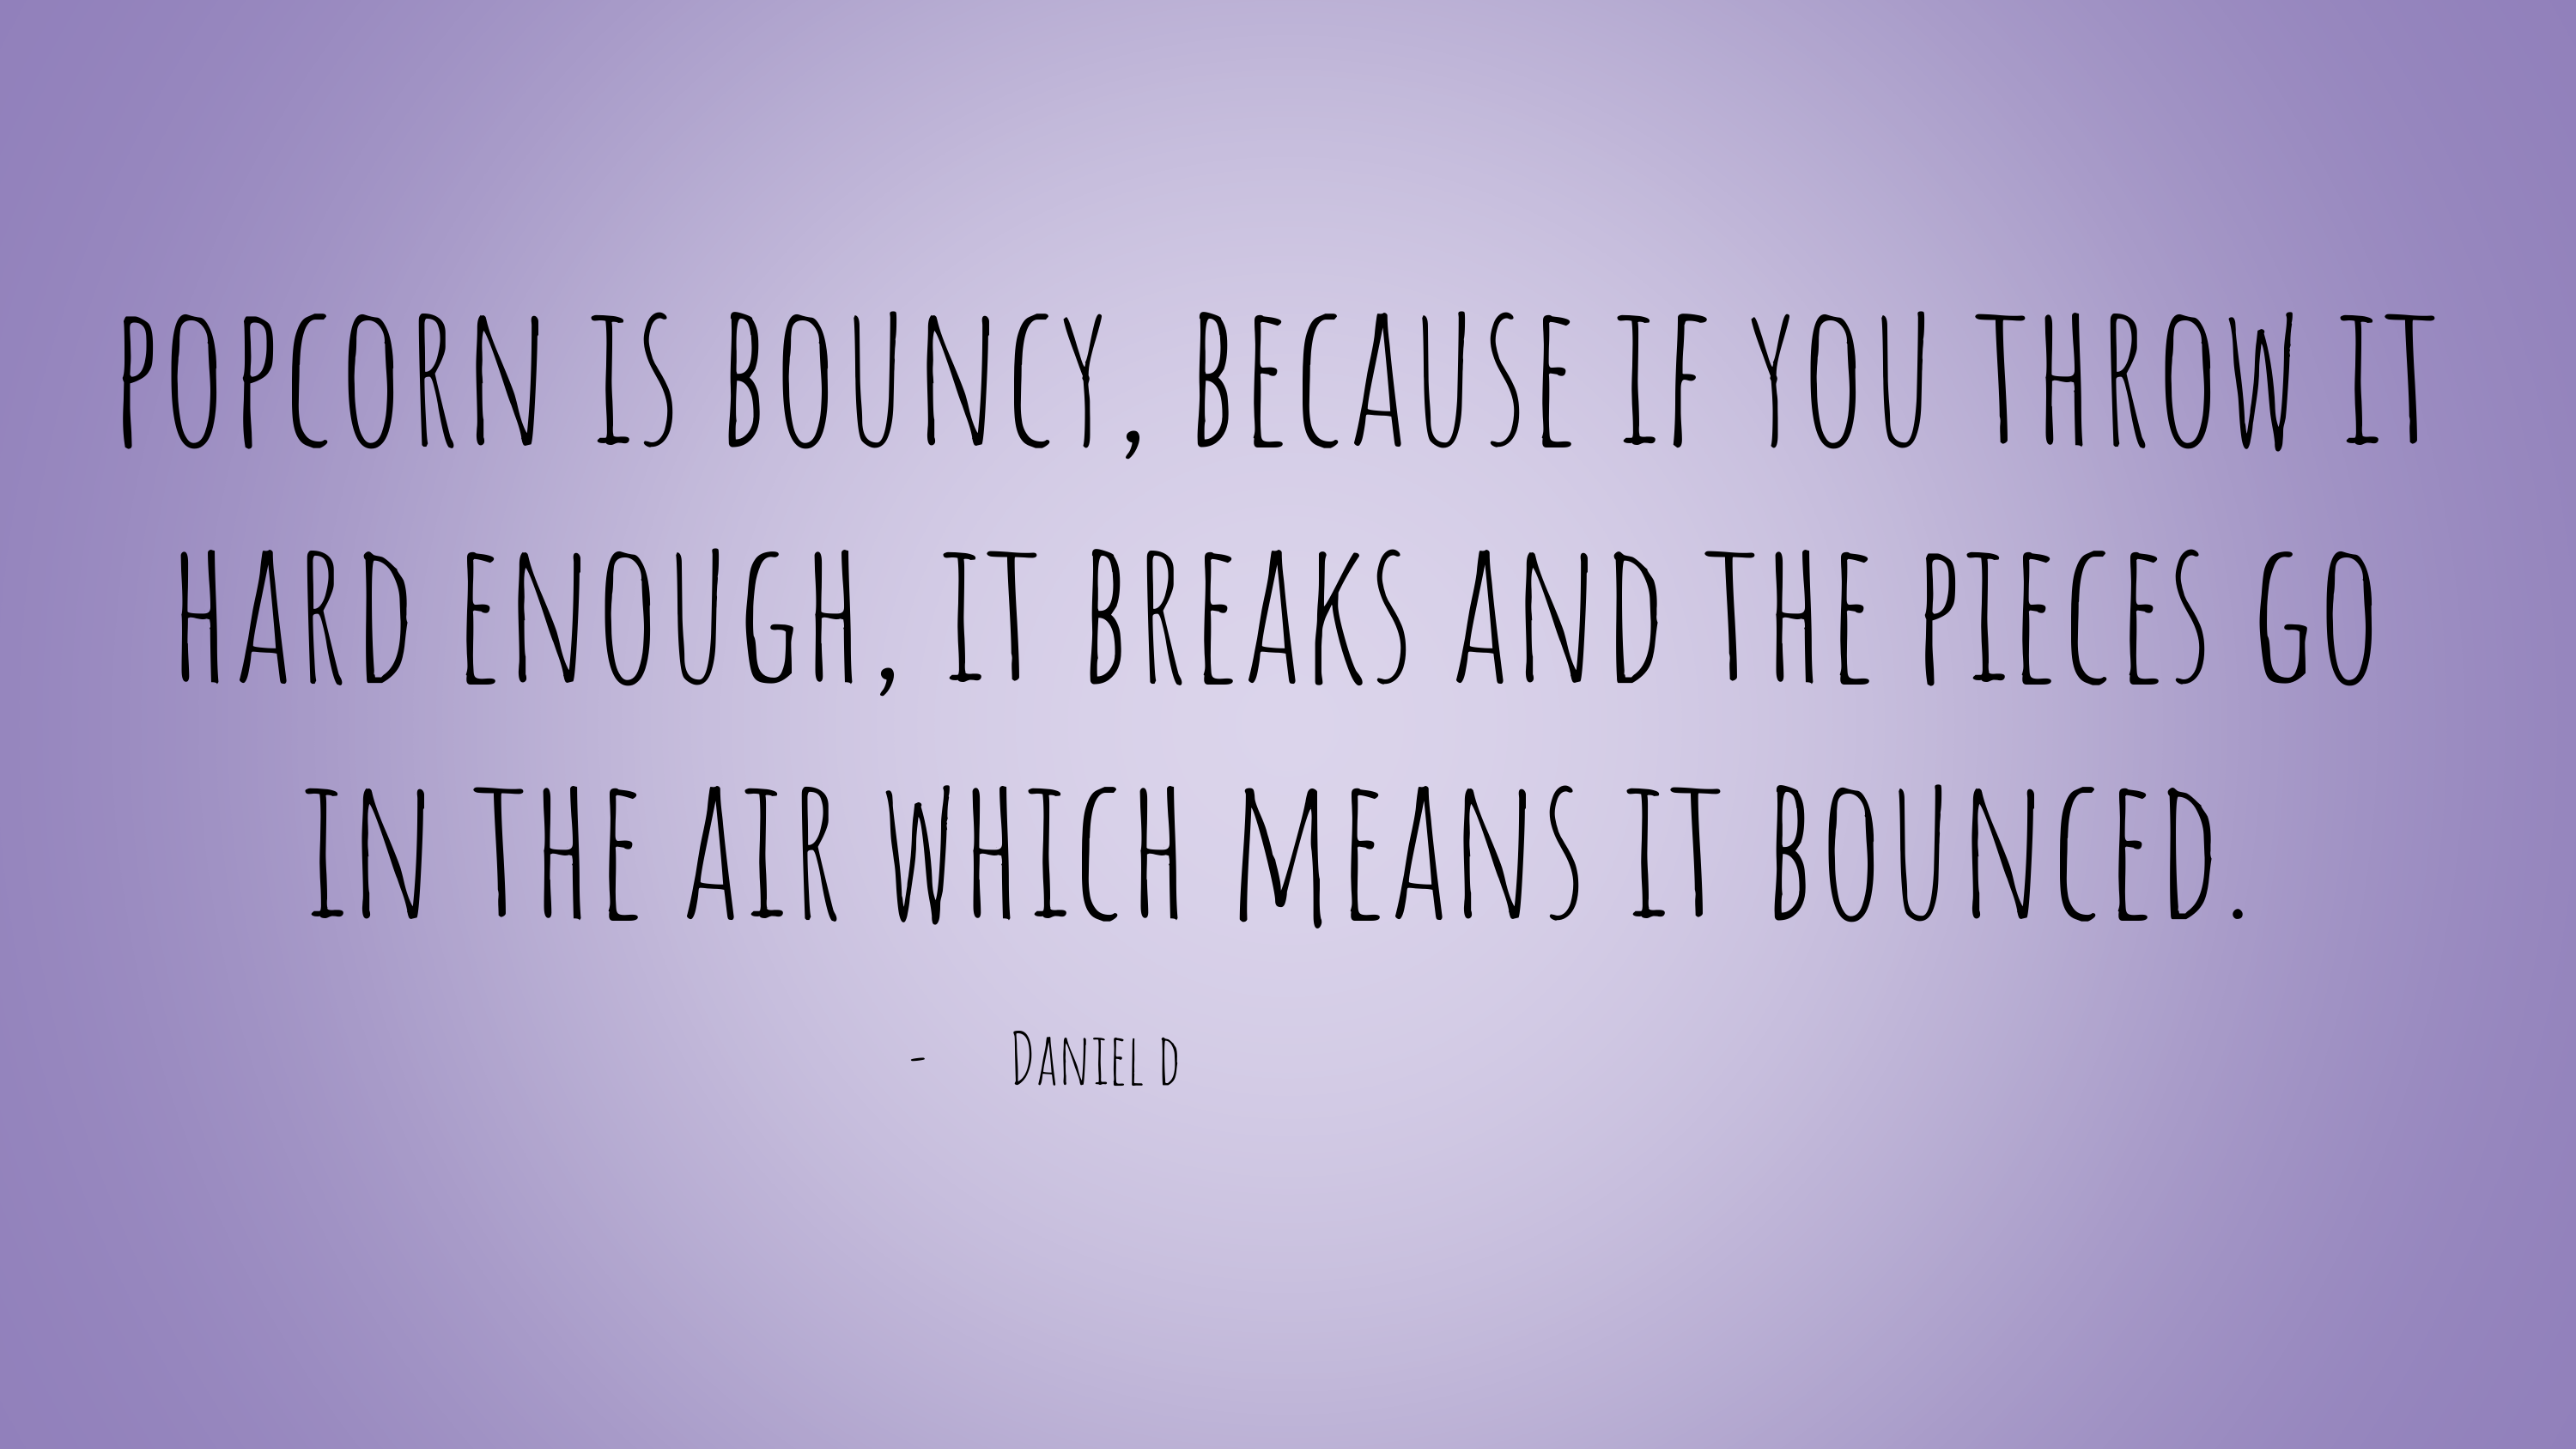 POPCORN IS BOUNCY, BECAUSE IF YOU THROW IT
HARD ENOUGH, IT BREAKS AND THE PIECES GO
IN THE AIR WHICH MEANS IT BOUNCED.
- DANIEL D